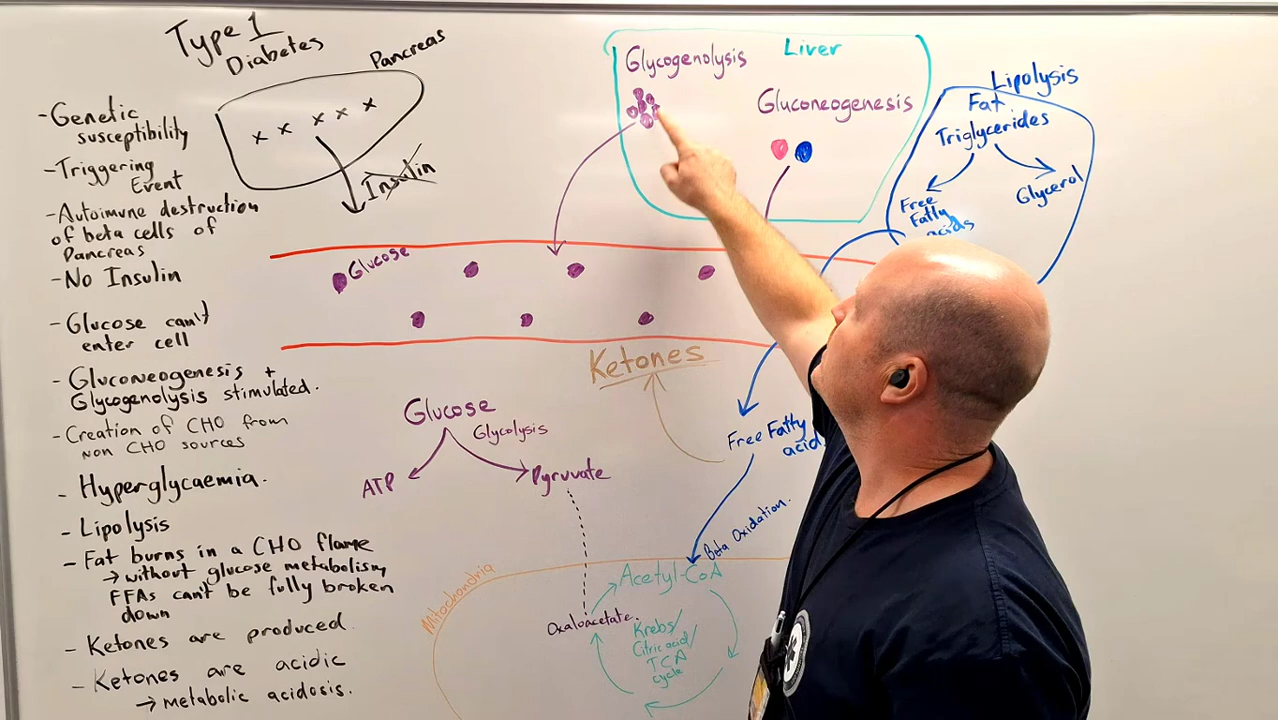 Type 1
Diabetes
Pancreas
Insulin
- Genetic
susceptibility
- Triggering
Event
- Autoimune destruction
of beta cells of
Pancreas
- No Insulin
- Glucose can't
enter cell
- Gluconeogenesis +
Glycogenolysis stimulated.
- Creation of CHO from
non CHO sources
- Hyperglycaemia.
- Lipolysis
- Fat burns in a CHO flame
→ without glucose metabolism,
FFAs can't be fully broken
down
- Ketones are produced
- Ketones are acidic
→ metabolic acidosis.
Liver
Glycogenolysis
Gluconeogenesis
Lipolysis
Fat
Triglycerides
Free
Fatty
acids
Glycerol
Glucose
Ketones
Glucose
Glycolysis
ATP
Pyruvate
Free Fatty
acid
Beta Oxidation.
Mitochondria
Acetyl-CoA
Oxaloacetate.
Krebs/
Citric acid/
TCA
cycle